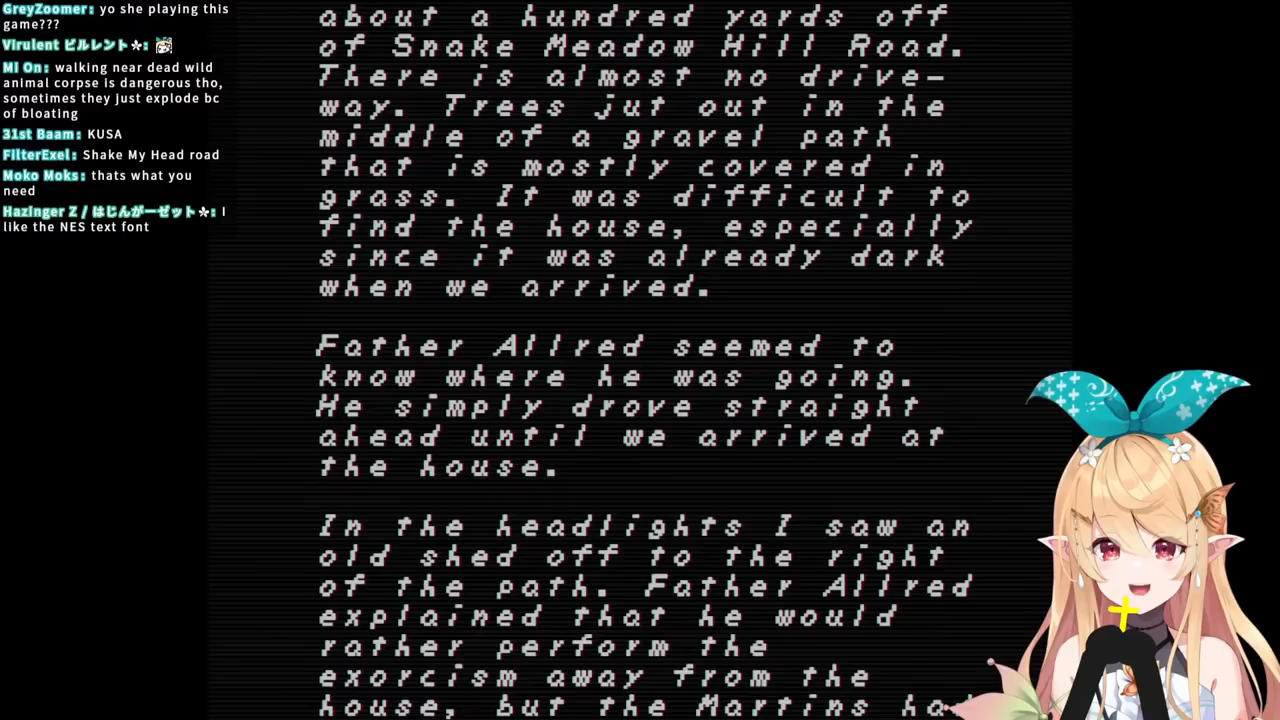 GreyZoomer: yo she playing this
game???
Virulent ビルレント:
Mi On: walking near dead wild
animal corpse is dangerous tho,
sometimes they just explode bc
of bloating
31st Baam: KUSA
FilterExel: Shake My Head road
Moko Moks: thats what you
need
Hazinger Z / はじんがーゼット: I
like the NES text font
about a hundred yards off
of Snake Meadow Hill Road.
There is almost no drive-
way. Trees jut out in the
middle of a gravel path
that is mostly covered in
grass. It was difficult to
find the house, especially
since it was already dark
when we arrived.
Father Allred seemed to
know where he was going.
He simply drove straight
ahead until we arrived at
the house.
In the headlights I saw an
old shed off to the right
of the path. Father Allred
explained that he would
rather perform the
exorcism away from the
house, but the Martins ha